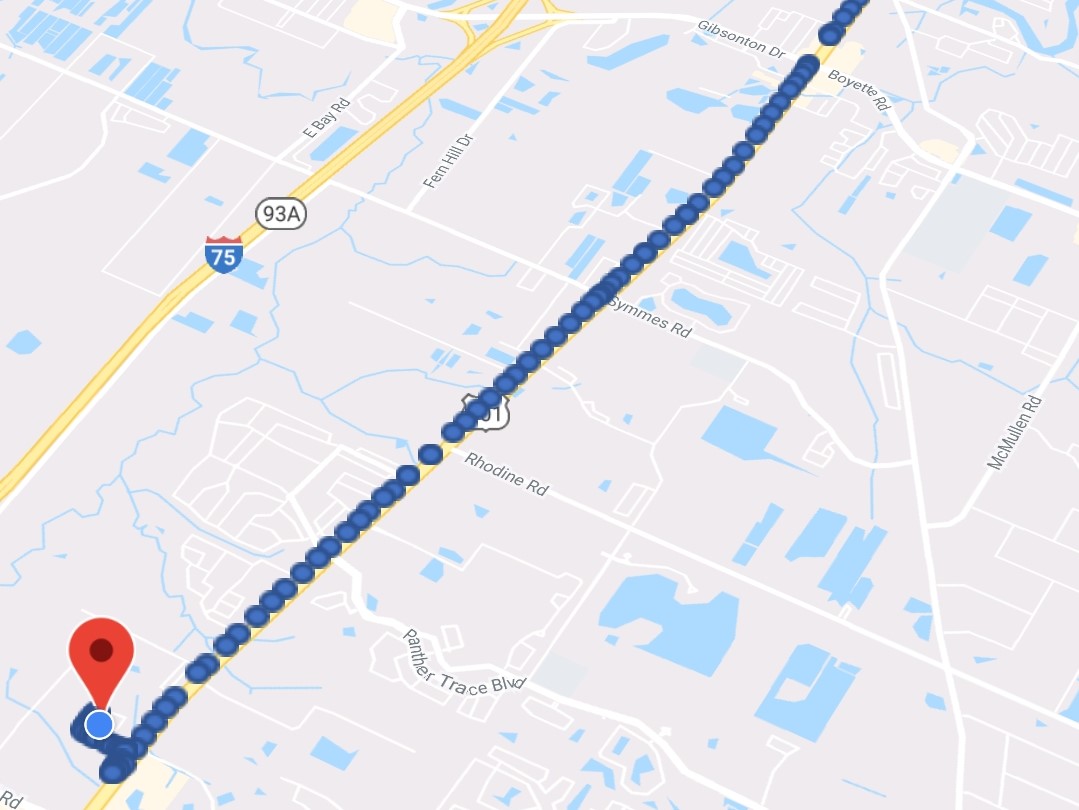 Gibsonton Dr
Boyette Rd
E Bay Rd
Fern Hill Dr
93A
75
Symmes Rd
McMullen Rd
Rhodine Rd
Panther Trace Blvd
Rd